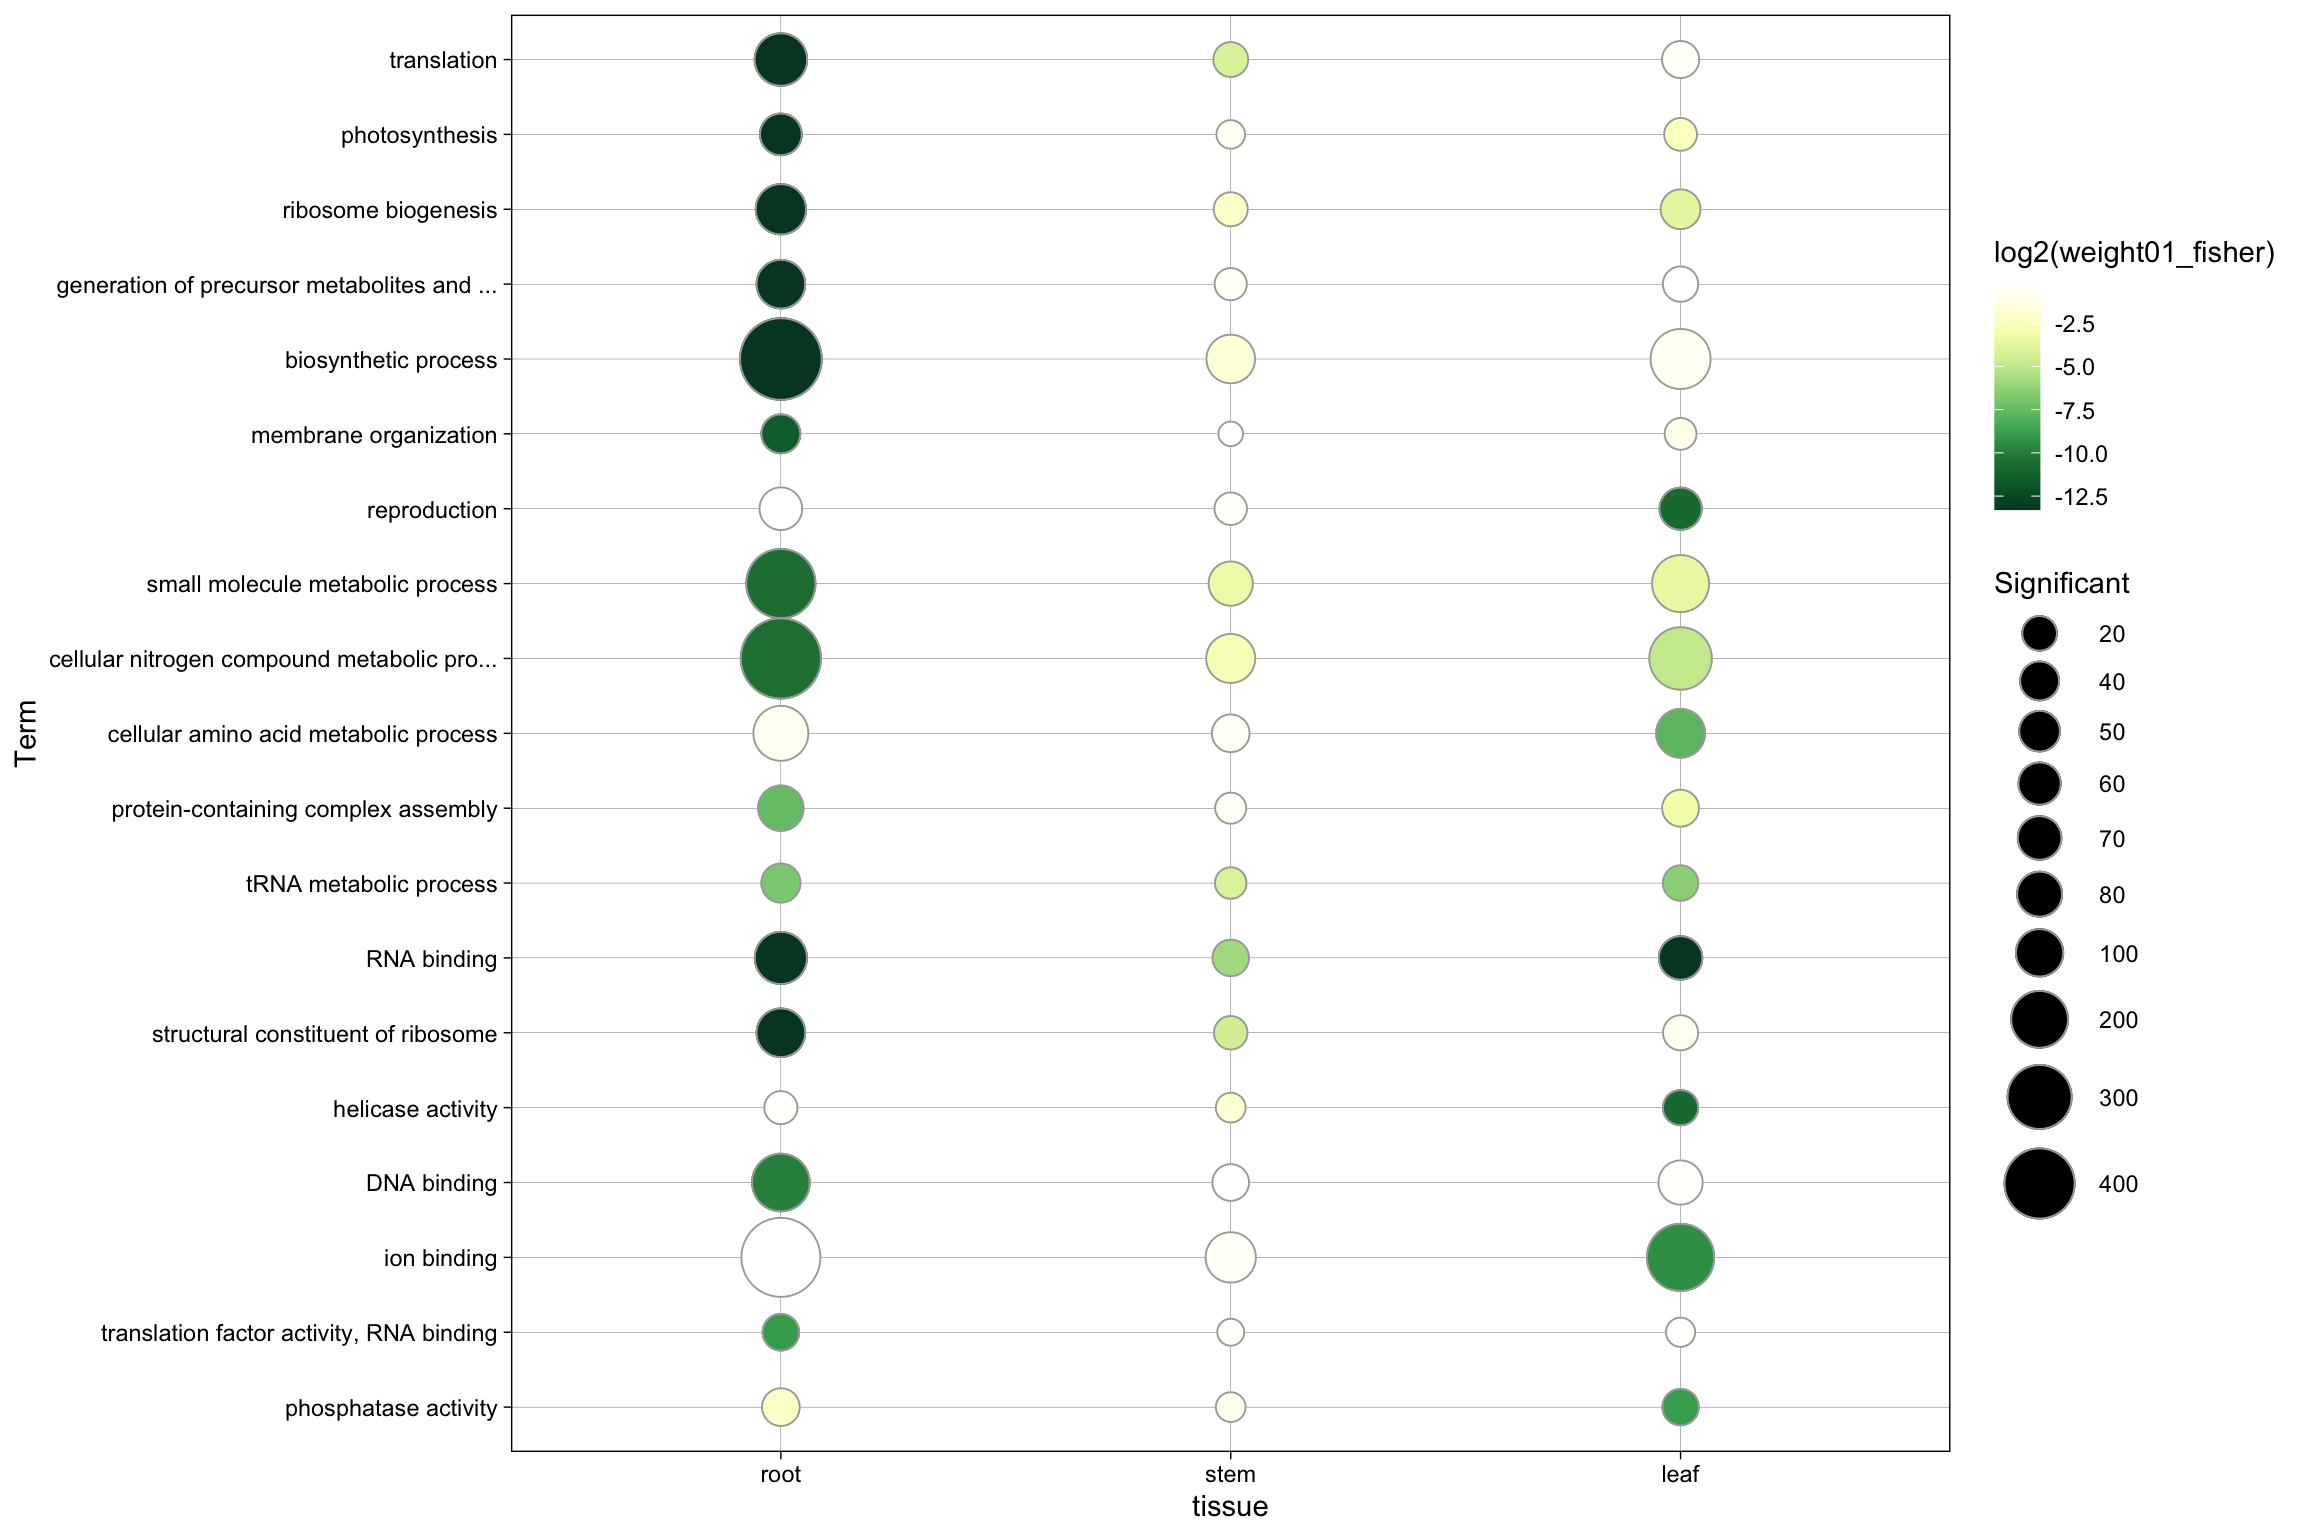 translation
photosynthesis
ribosome biogenesis
generation of precursor metabolites and ...
biosynthetic process
membrane organization
reproduction
small molecule metabolic process
cellular nitrogen compound metabolic pro...
cellular amino acid metabolic process
protein-containing complex assembly
tRNA metabolic process
RNA binding
structural constituent of ribosome
helicase activity
DNA binding
ion binding
translation factor activity, RNA binding
phosphatase activity
Term
root
stem
leaf
tissue
log2(weight01_fisher)
-2.5
-5.0
-7.5
-10.0
-12.5
Significant
20
40
50
60
70
80
100
200
300
400